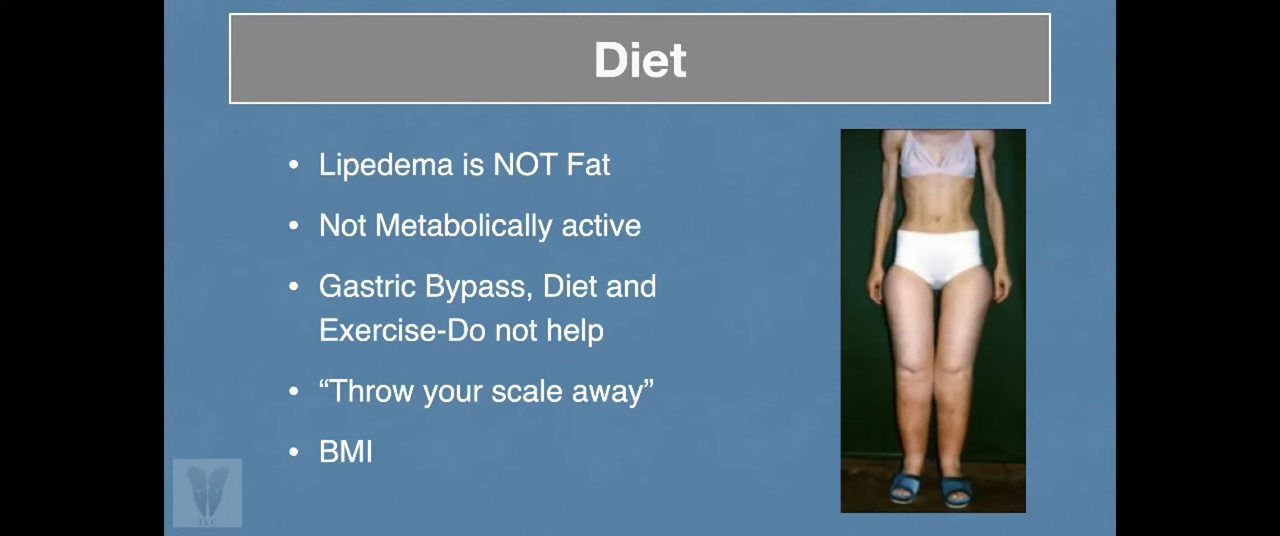 Diet
• Lipedema is NOT Fat
• Not Metabolically active
• Gastric Bypass, Diet and
Exercise-Do not help
• “Throw your scale away”
• BMI
TLC